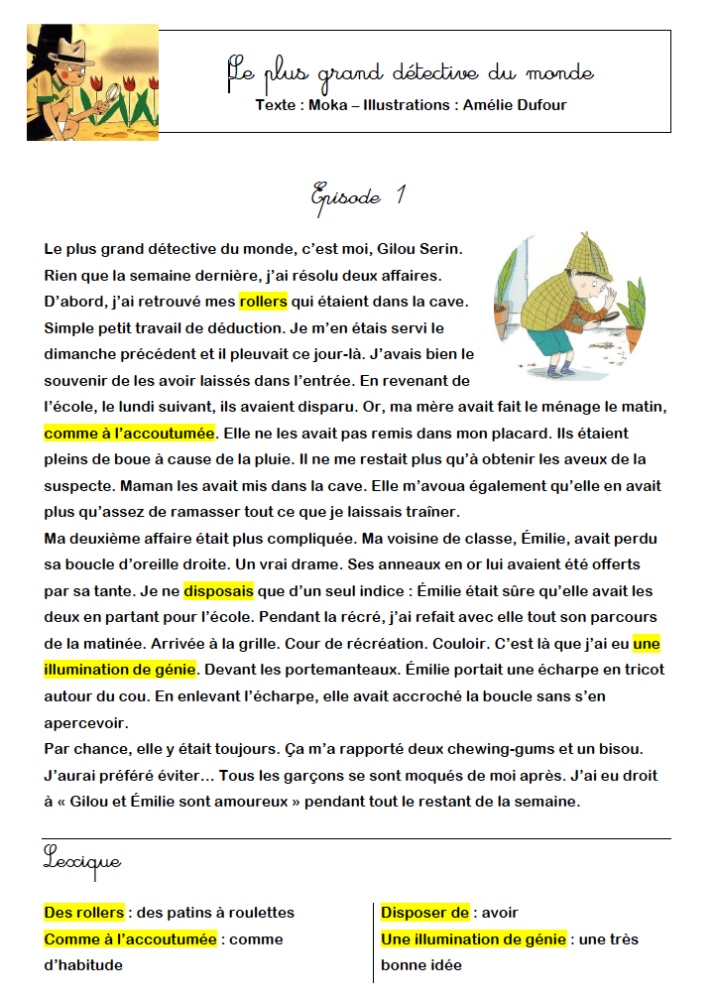 Le plus grand détective du monde
Texte : Moka – Illustrations : Amélie Dufour
Episode 1
Le plus grand détective du monde, c’est moi, Gilou Serin.
Rien que la semaine dernière, j’ai résolu deux affaires.
D’abord, j’ai retrouvé mes rollers qui étaient dans la cave.
Simple petit travail de déduction. Je m’en étais servi le
dimanche précédent et il pleuvait ce jour-là. J’avais bien le
souvenir de les avoir laissés dans l’entrée. En revenant de
l’école, le lundi suivant, ils avaient disparu. Or, ma mère avait fait le ménage le matin,
comme à l’accoutumée. Elle ne les avait pas remis dans mon placard. Ils étaient
pleins de boue à cause de la pluie. Il ne me restait plus qu’à obtenir les aveux de la
suspecte. Maman les avait mis dans la cave. Elle m’avoua également qu’elle en avait
plus qu’assez de ramasser tout ce que je laissais traîner.
Ma deuxième affaire était plus compliquée. Ma voisine de classe, Émilie, avait perdu
sa boucle d’oreille droite. Un vrai drame. Ses anneaux en or lui avaient été offerts
par sa tante. Je ne disposais que d’un seul indice : Émilie était sûre qu’elle avait les
deux en partant pour l’école. Pendant la récré, j’ai refait avec elle tout son parcours
de la matinée. Arrivée à la grille. Cour de récréation. Couloir. C’est là que j’ai eu une
illumination de génie. Devant les portemanteaux. Émilie portait une écharpe en tricot
autour du cou. En enlevant l’écharpe, elle avait accroché la boucle sans s’en
apercevoir.
Par chance, elle y était toujours. Ça m’a rapporté deux chewing-gums et un bisou.
J’aurai préféré éviter… Tous les garçons se sont moqués de moi après. J’ai eu droit
à « Gilou et Émilie sont amoureux » pendant tout le restant de la semaine.
Lexique
Des rollers : des patins à roulettes
Comme à l’accoutumée : comme
d’habitude
Disposer de : avoir
Une illumination de génie : une très
bonne idée